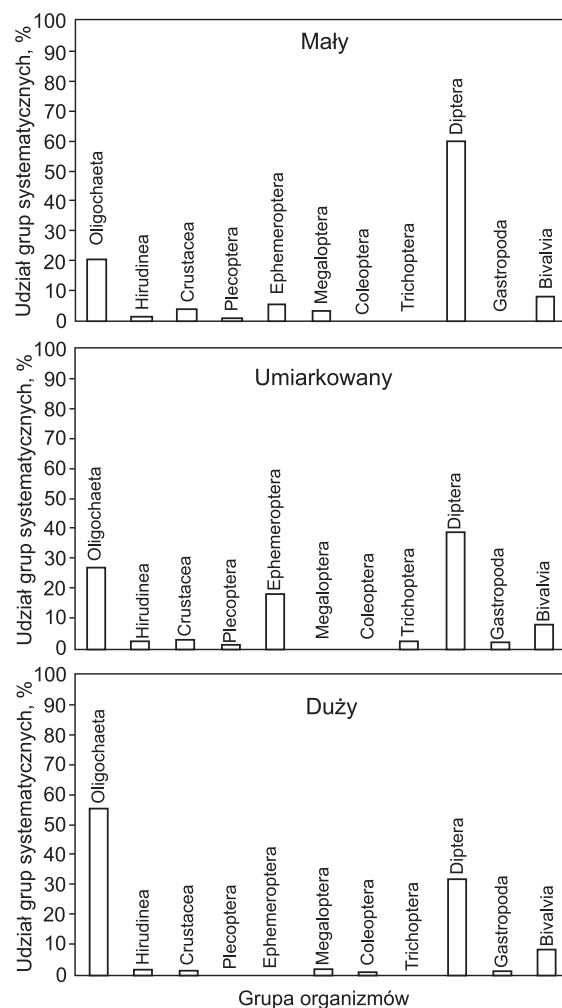 Mały
Udział grup systematycznych, %
100
90
80
70
60
50
40
30
20
10
0
Oligochaeta
Hirudinea
Crustacea
Plecoptera
Ephemeroptera
Megaloptera
Coleoptera
Trichoptera
Diptera
Gastropoda
Bivalvia
Umiarkowany
Udział grup systematycznych, %
100
90
80
70
60
50
40
30
20
10
0
Oligochaeta
Hirudinea
Crustacea
Plecoptera
Ephemeroptera
Megaloptera
Coleoptera
Trichoptera
Diptera
Gastropoda
Bivalvia
Duży
Udział grup systematycznych, %
100
90
80
70
60
50
40
30
20
10
0
Oligochaeta
Hirudinea
Crustacea
Plecoptera
Ephemeroptera
Megaloptera
Coleoptera
Trichoptera
Diptera
Gastropoda
Bivalvia
Grupa organizmów